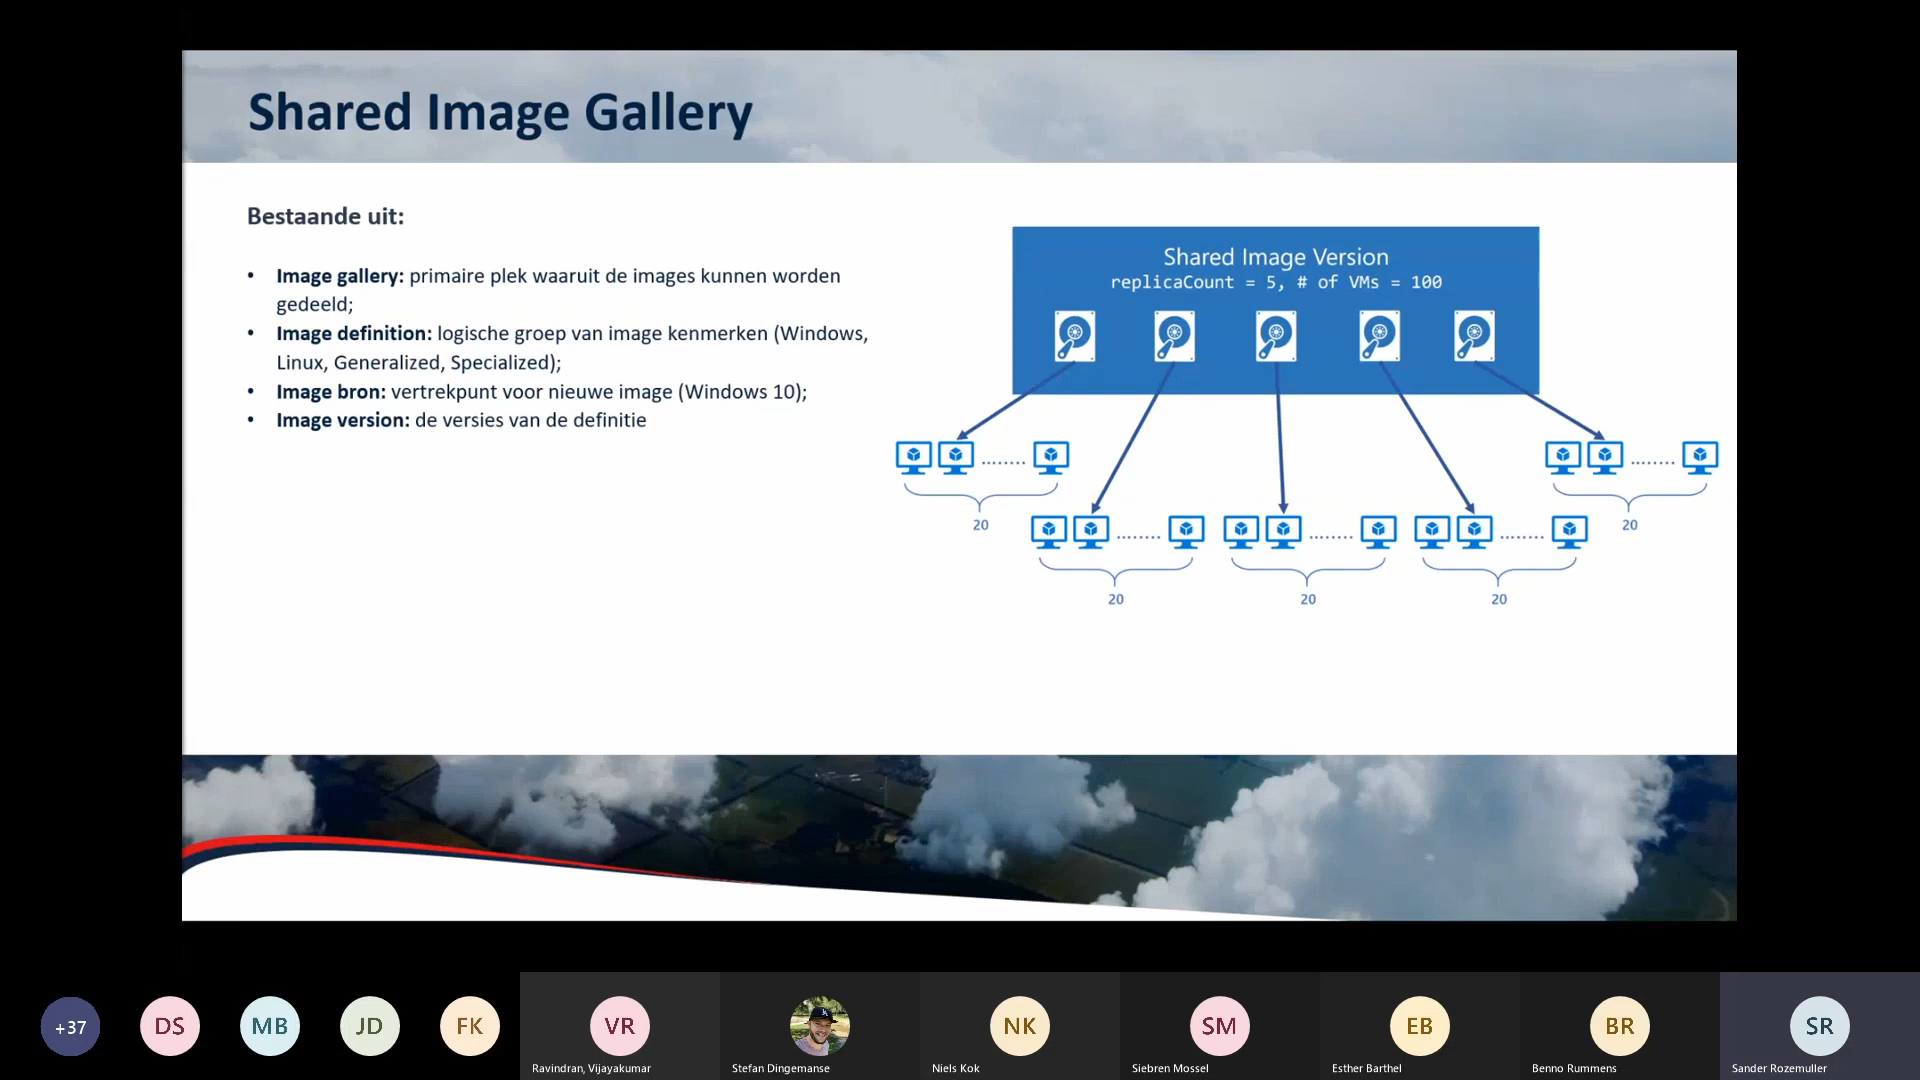 Shared Image Gallery
Bestaande uit:
• Image gallery: primaire plek waaruit de images kunnen worden
gedeeld;
• Image definition: logische groep van image kenmerken (Windows,
Linux, Generalized, Specialized);
• Image bron: vertrekpunt voor nieuwe image (Windows 10);
• Image version: de versies van de definitie
Shared Image Version
replicaCount = 5, # of VMs = 100
20
20
20
20
20
+37
DS
MB
JD
FK
VR
Ravindran, Vijayakumar
Stefan Dingemanse
NK
Niels Kok
SM
Siebren Mossel
EB
Esther Barthel
BR
Benno Rummens
SR
Sander Rozemuller